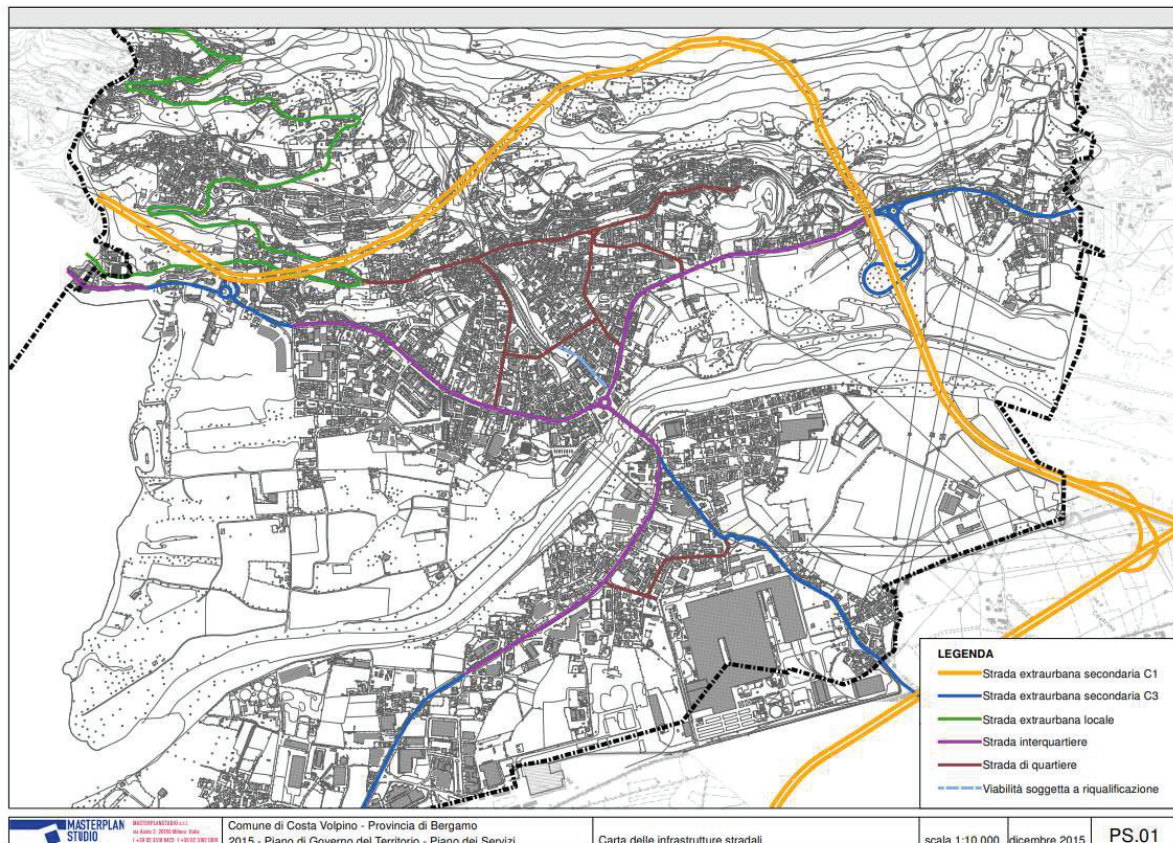 LEGENDA
Strada extraurbana secondaria C1
Strada extraurbana secondaria C3
Strada extraurbana locale
Strada interquartiere
Strada di quartiere
Viabilità soggetta a riqualificazione
MASTERPLAN
STUDIO
MASTERPLANSTUDIO s.r.l.
Comune di Costa Volpino - Provincia di Bergamo
2015 - Piano di Governo del Territorio - Piano dei Servizi
Carta delle infrastrutture stradali
scala 1:10.000
dicembre 2015
PS.01